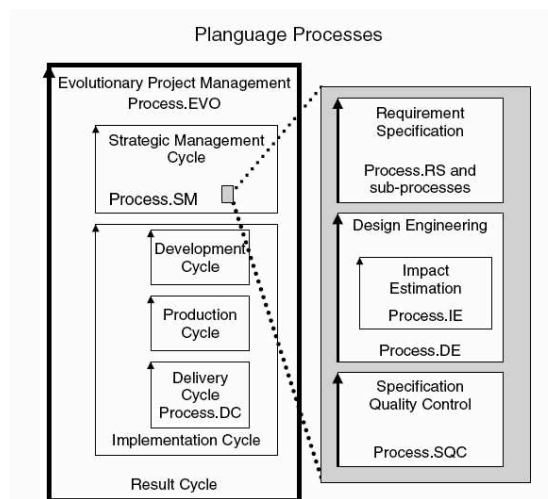 Planguage Processes
Evolutionary Project Management
Process.EVO
Strategic Management
Cycle
Process.SM
Development
Cycle
Production
Cycle
Delivery
Cycle
Process.DC
Implementation Cycle
Result Cycle
Requirement
Specification
Process.RS and
sub-processes
Design Engineering
Impact
Estimation
Process.IE
Process.DE
Specification
Quality Control
Process.SQC